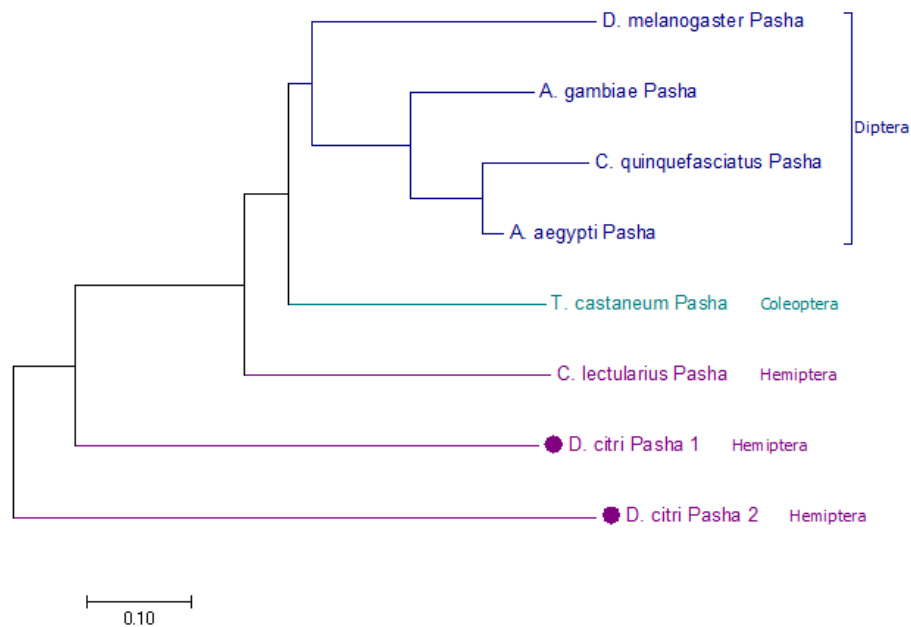 D. melanogaster Pasha
A. gambiae Pasha
Diptera
C. quinquefasciatus Pasha
A. aegypti Pasha
T. castaneum Pasha Coleoptera
C. lectularius Pasha Hemiptera
D. citri Pasha 1 Hemiptera
D. citri Pasha 2 Hemiptera
0.10